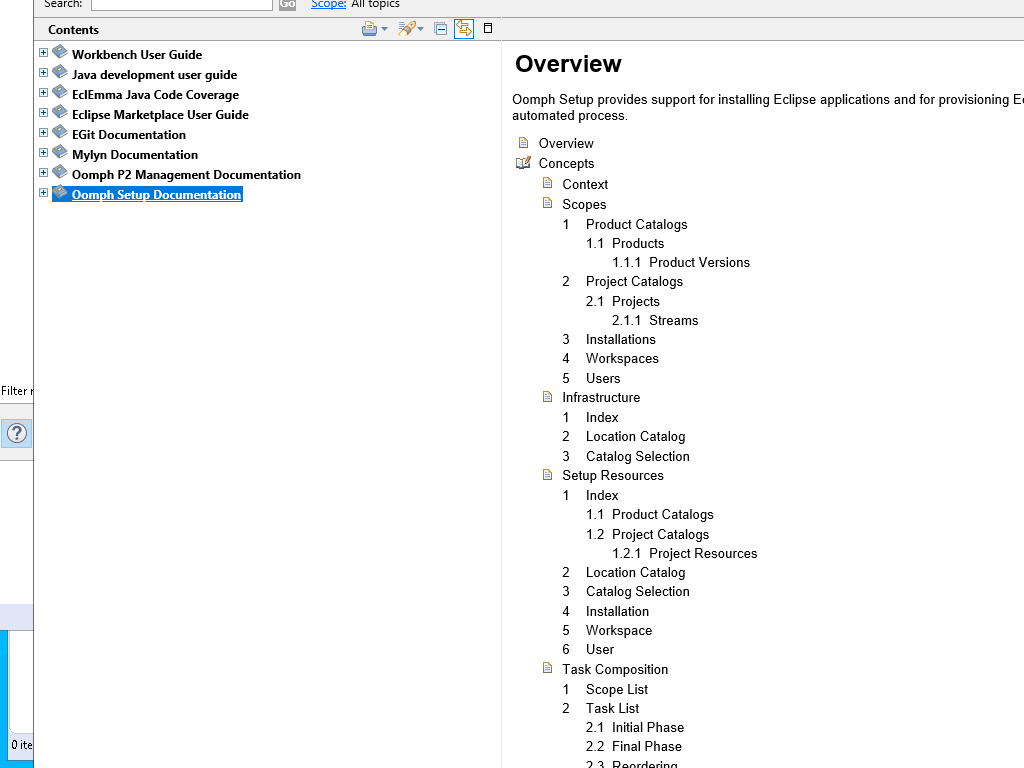 Search:
Go
Scope:
All topics
Contents
Workbench User Guide
Java development user guide
EclEmma Java Code Coverage
Eclipse Marketplace User Guide
EGit Documentation
Mylyn Documentation
Oomph P2 Management Documentation
Oomph Setup Documentation
Filter
0 ite
Overview
Oomph Setup provides support for installing Eclipse applications and for provisioning Ec
automated process.
Overview
Concepts
Context
Scopes
1 Product Catalogs
1.1 Products
1.1.1 Product Versions
2 Project Catalogs
2.1 Projects
2.1.1 Streams
3 Installations
4 Workspaces
5 Users
Infrastructure
1 Index
2 Location Catalog
3 Catalog Selection
Setup Resources
1 Index
1.1 Product Catalogs
1.2 Project Catalogs
1.2.1 Project Resources
2 Location Catalog
3 Catalog Selection
4 Installation
5 Workspace
6 User
Task Composition
1 Scope List
2 Task List
2.1 Initial Phase
2.2 Final Phase
2.3 Reordering